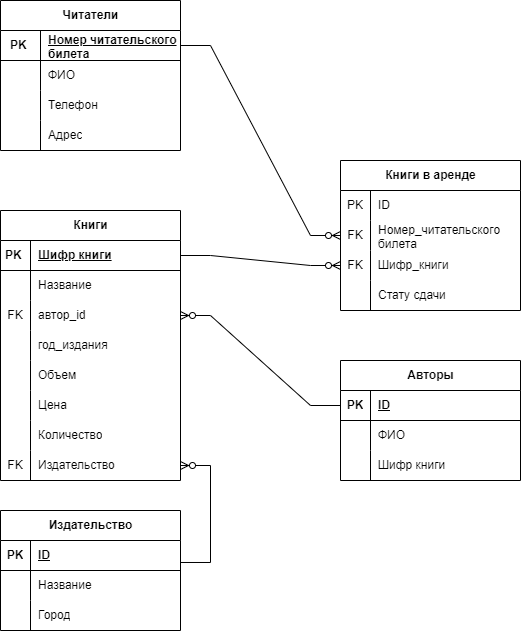 Читатели
PK Номер читательского
билета
ФИО
Телефон
Адрес
Книги в аренде
PK ID
FK Номер_читательского
билета
FK Шифр_книги
Стату сдачи
Книги
PK Шифр книги
Название
FK автор_id
год_издания
Объем
Цена
Количество
FK Издательство
Авторы
PK ID
ФИО
Шифр книги
Издательство
PK ID
Название
Город